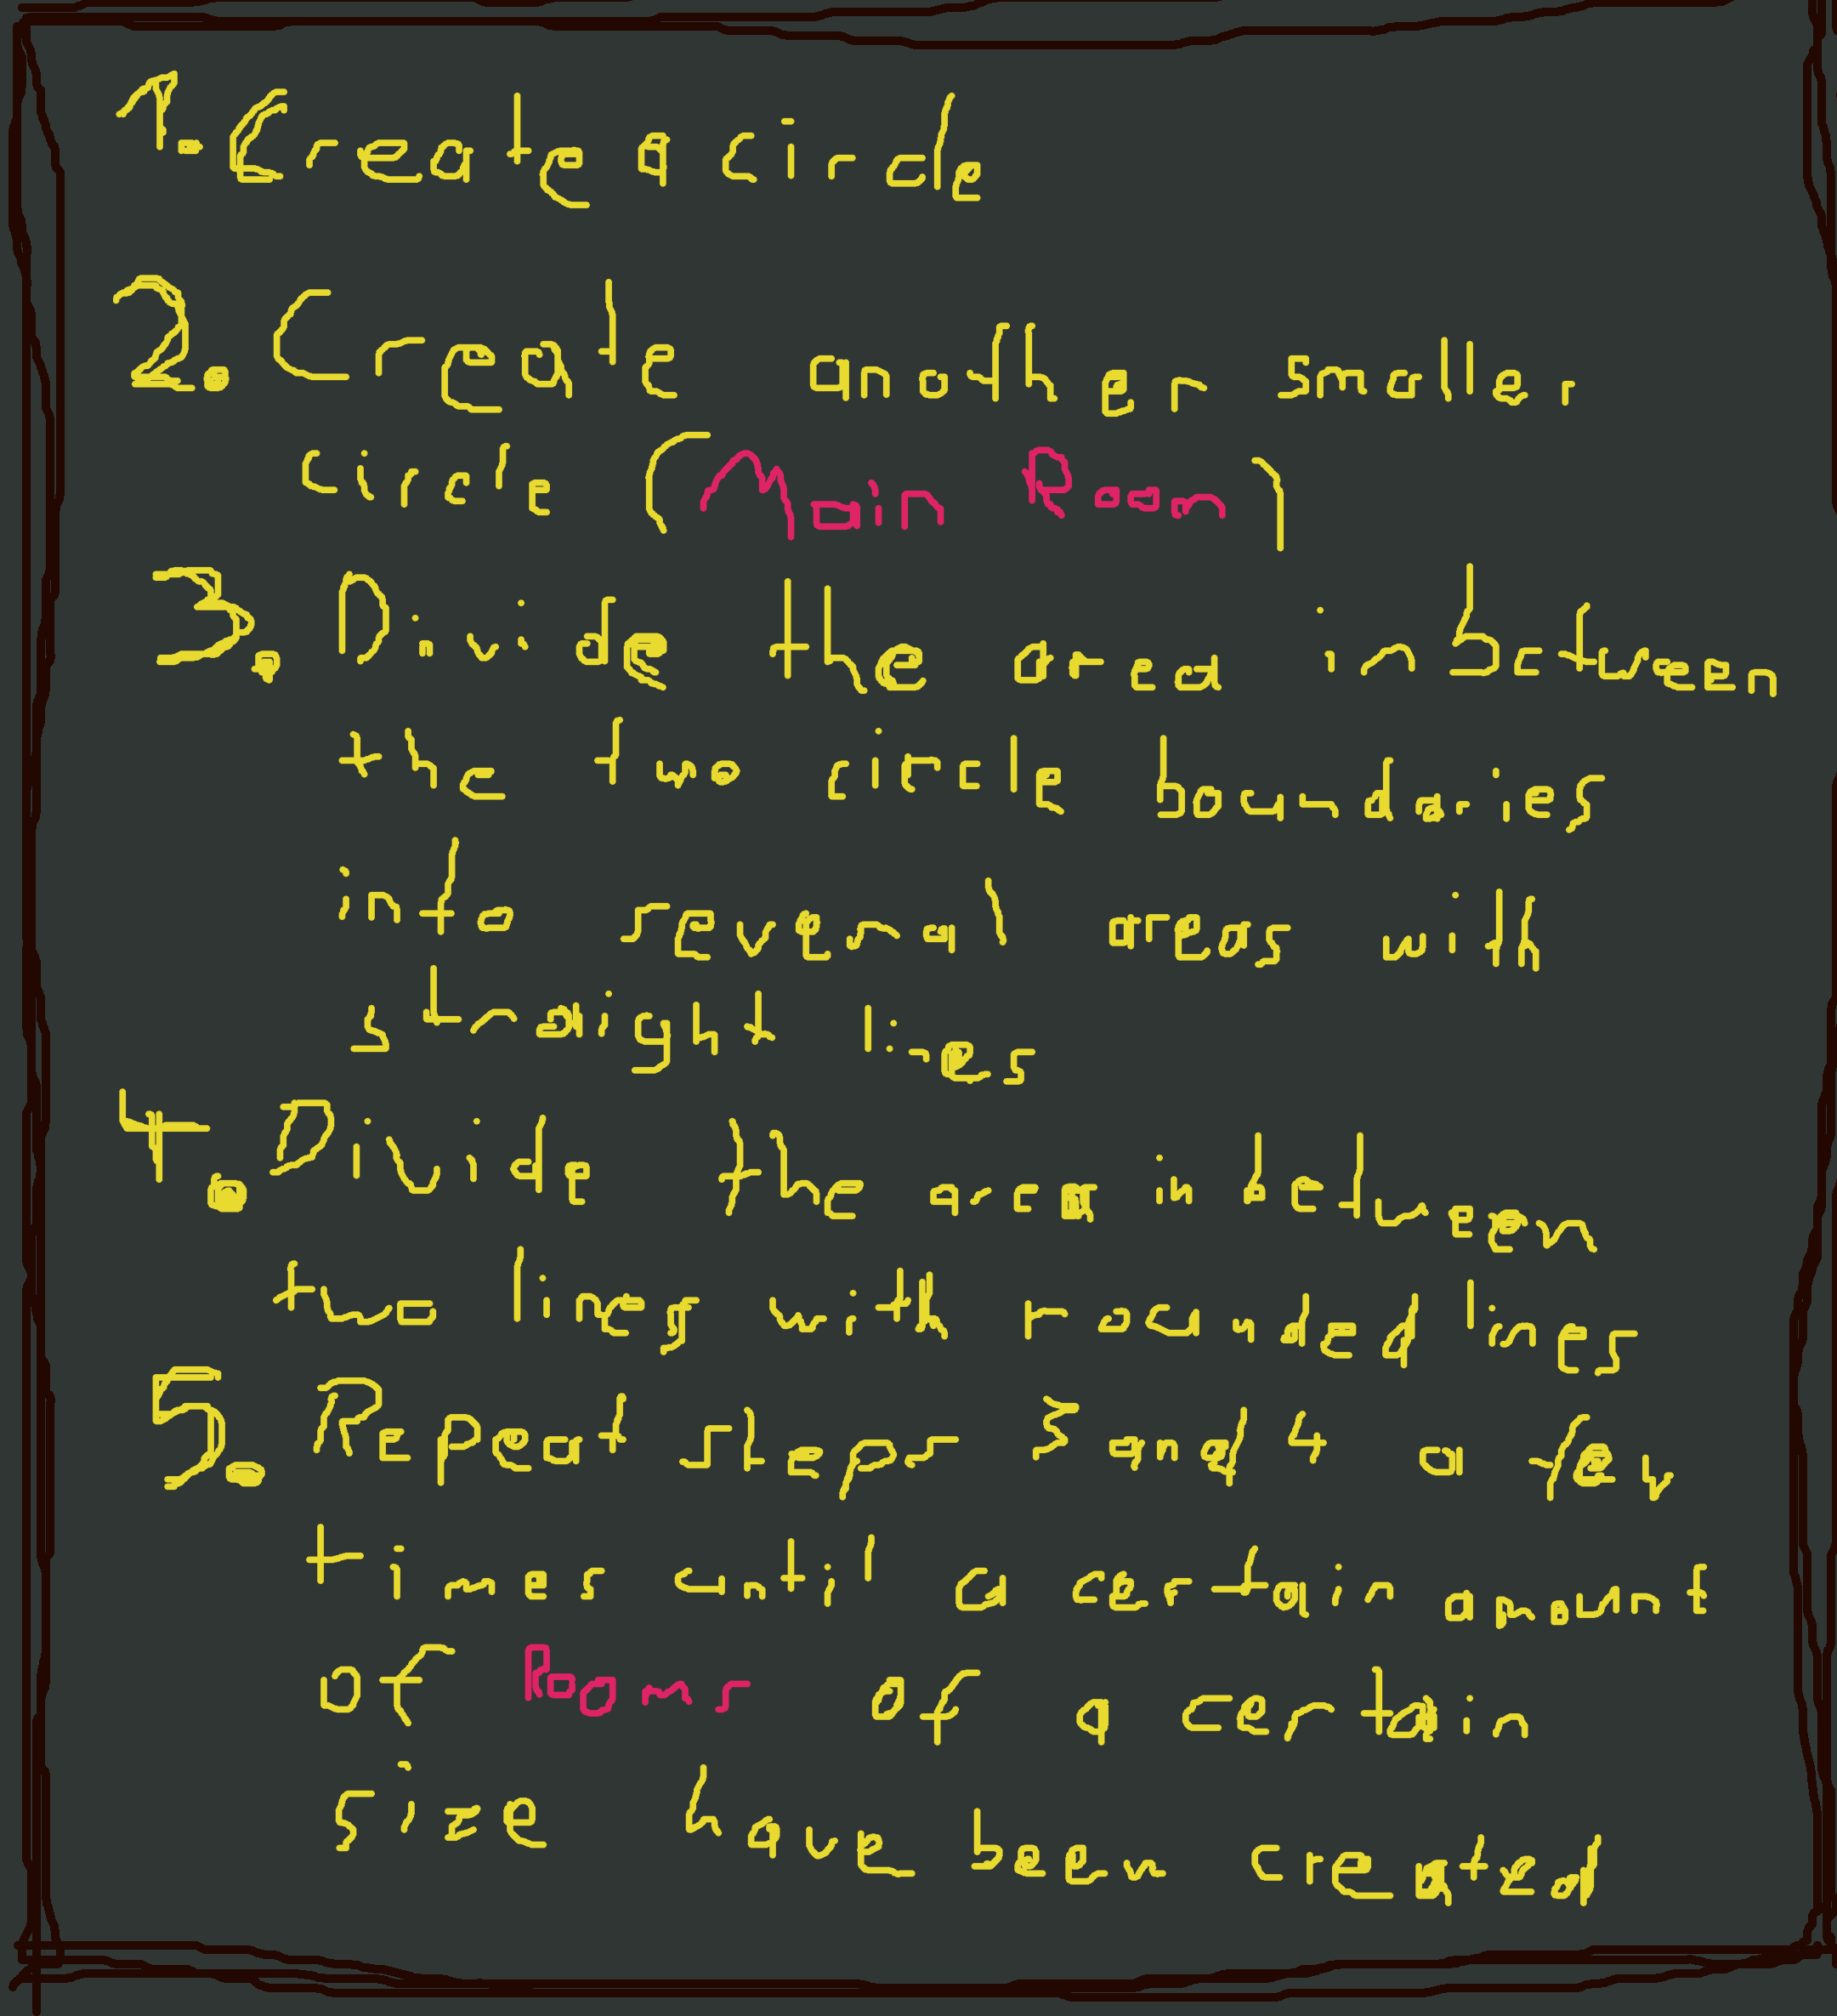 1. Create a circle
2. Create another smaller
circle (Main Room)
3. Divide the area in between
the two circle boundaries
into several areas with
straight lines
4. Divide the area in between
two lines with rounded lines
5. Repeat steps 3 and 4 a few
times until a certain amount
of Rooms of a certain
size have been created